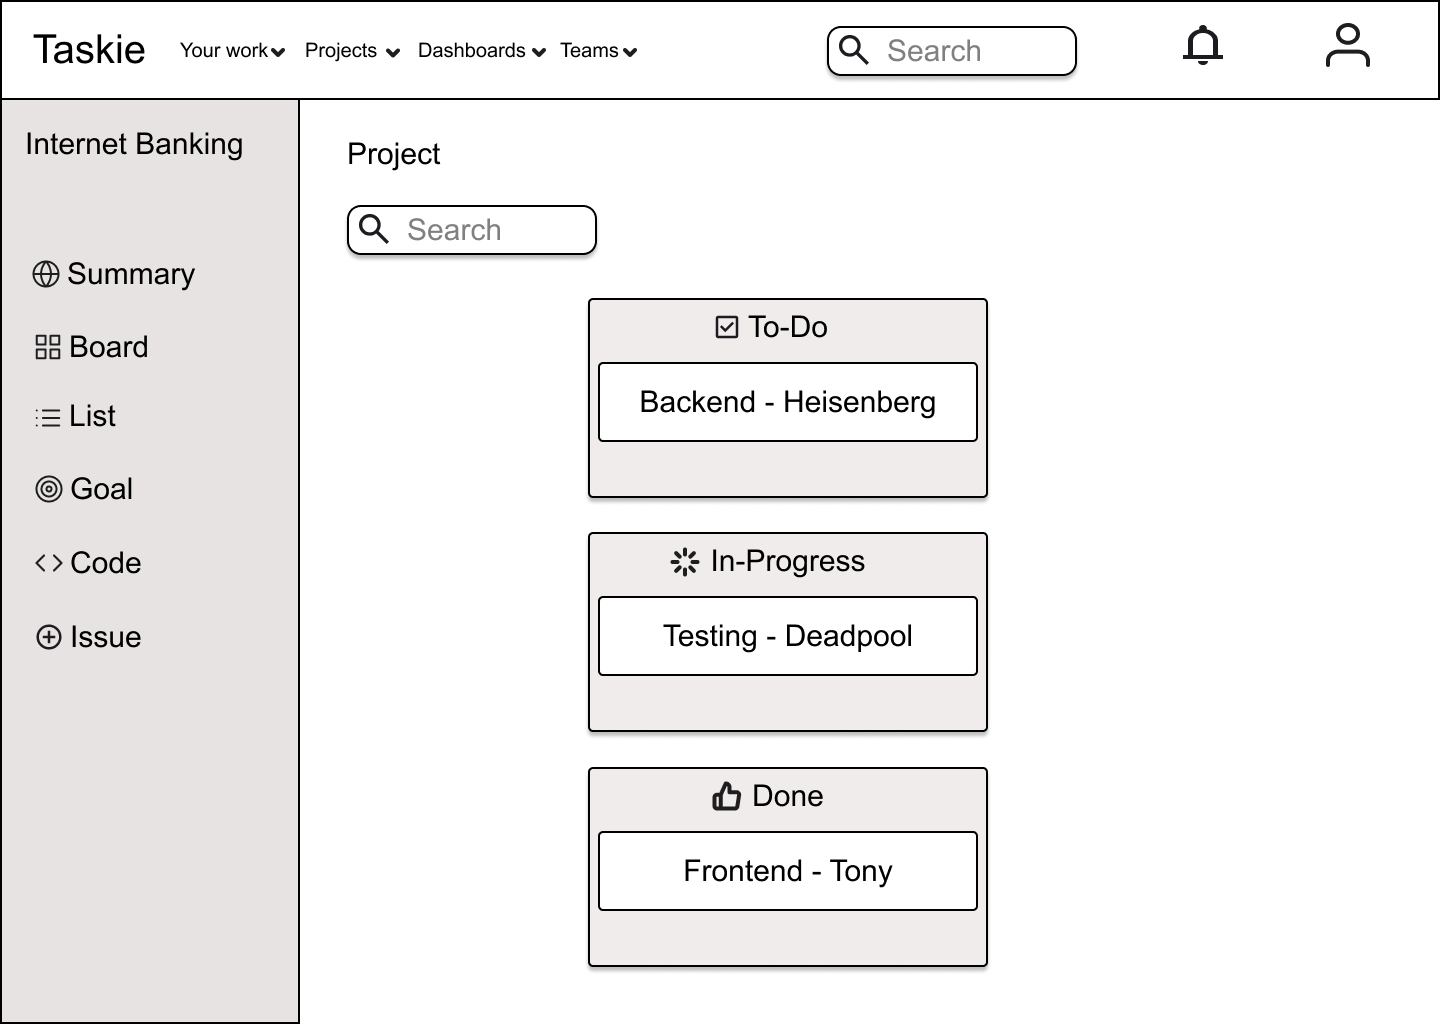 Taskie
Your work
Projects
Dashboards
Teams
Search
Internet Banking
Summary
Board
List
Goal
Code
Issue
Project
Search
To-Do
Backend - Heisenberg
In-Progress
Testing - Deadpool
Done
Frontend - Tony